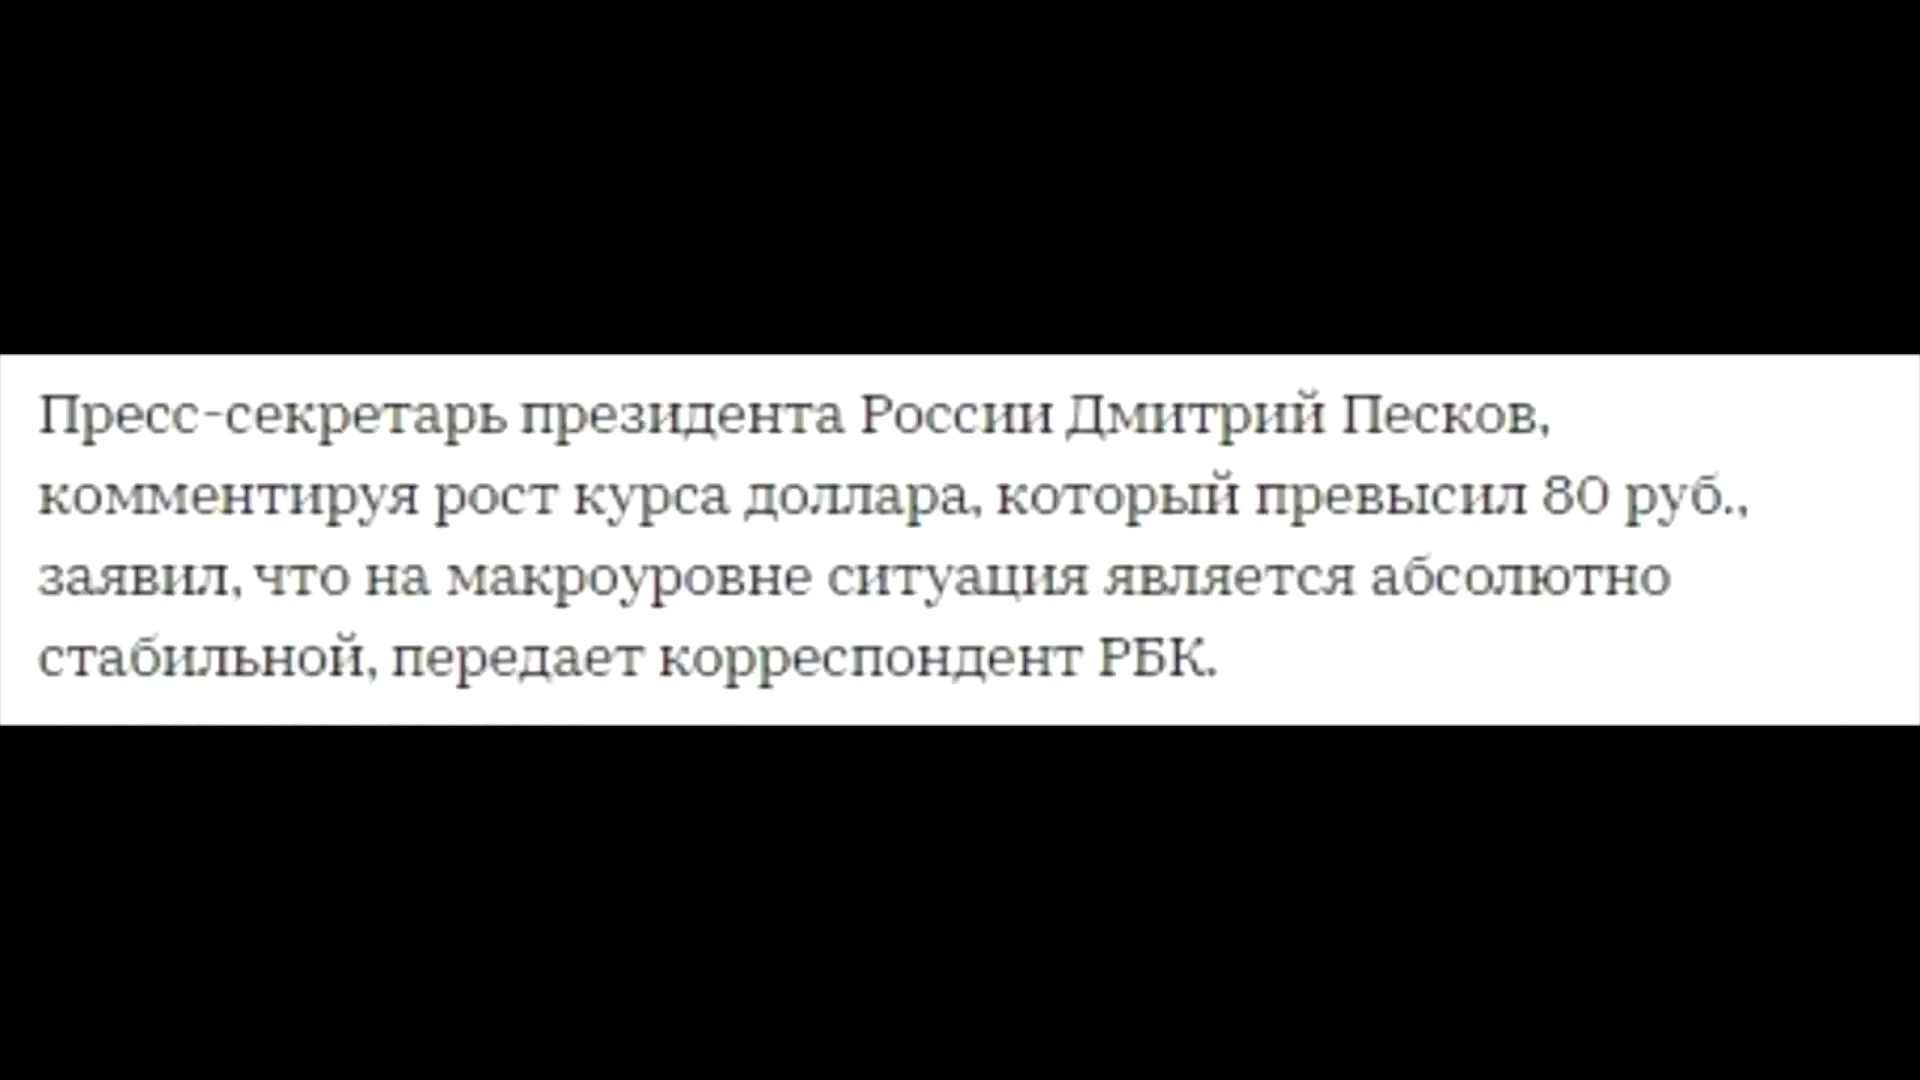 Пресс-секретарь президента России Дмитрий Песков,
комментируя рост курса доллара, который превысил 80 руб.,
заявил, что на макроуровне ситуация является абсолютно
стабильной, передает корреспондент РБК.